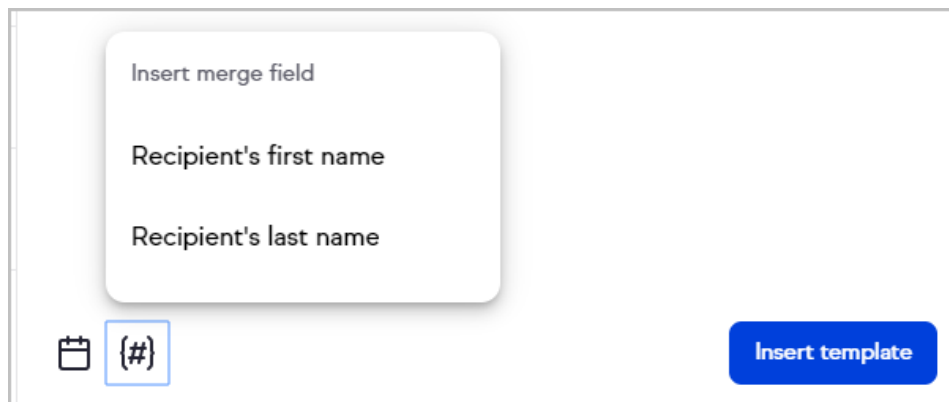 Insert merge field
Recipient's first name
Recipient's last name
{#}
Insert template